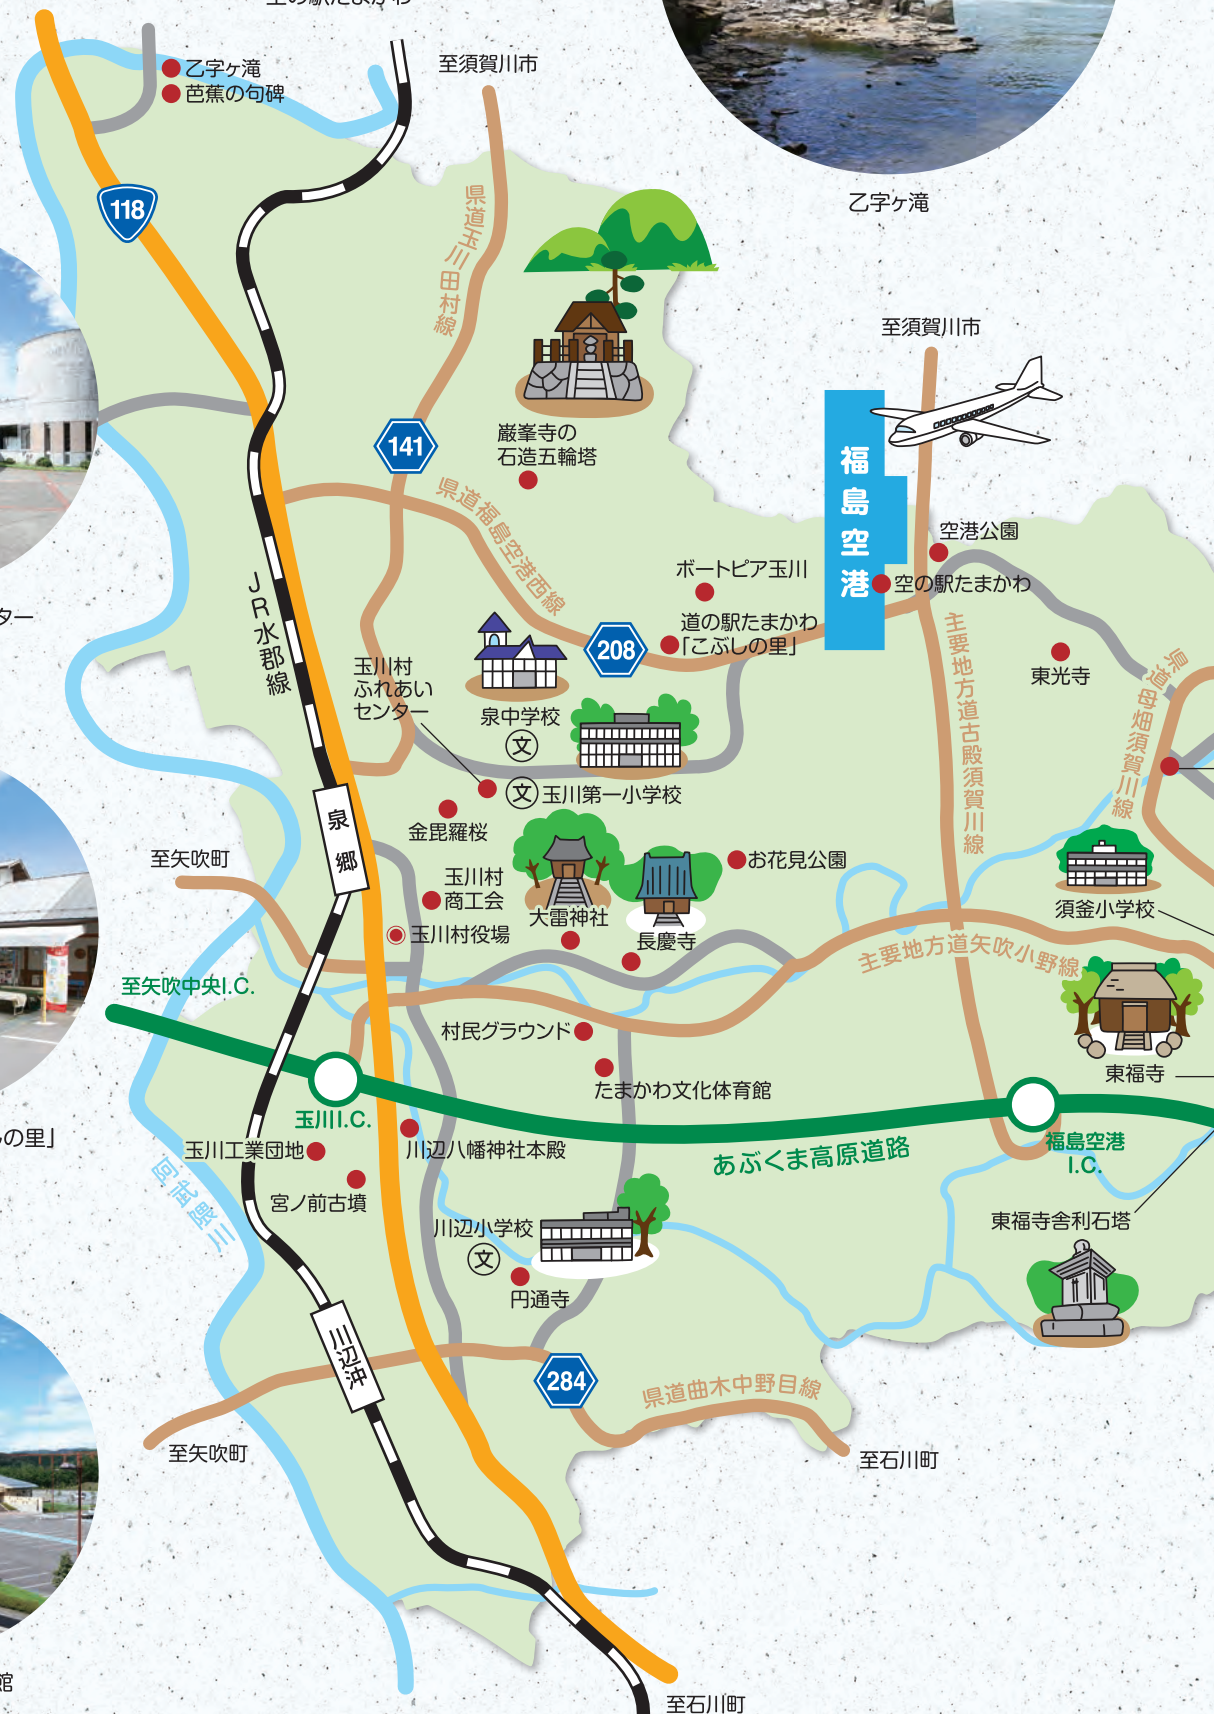 乙字ヶ滝
芭蕉の句碑
至須賀川市
118
乙字ヶ滝
県道玉川田村線
至須賀川市
141
巌峯寺の
石造五輪塔
福島空港
県道福島空港西線
空港公園
ボートピア玉川
空の駅たまかわ
JR水郡線
道の駅たまかわ
「こぶしの里」
208
主要地方道古殿須賀川線
東光寺
県道母畑須賀川線
玉川村
ふれあい
センター
泉中学校
文
文
玉川第一小学校
ター
金毘羅桜
泉郷
至矢吹町
お花見公園
玉川村
商工会
大雷神社
須釜小学校
玉川村役場
長慶寺
主要地方道矢吹小野線
至矢吹中央I.C.
村民グラウンド
東福寺
たまかわ文化体育館
玉川I.C.
の里」
玉川工業団地
川辺八幡神社本殿
あぶくま高原道路
福島空港
I.C.
阿武隈川
宮ノ前古墳
川辺小学校
文
東福寺舎利石塔
円通寺
川辺沖
284
県道曲木中野目線
至矢吹町
至石川町
館
至石川町